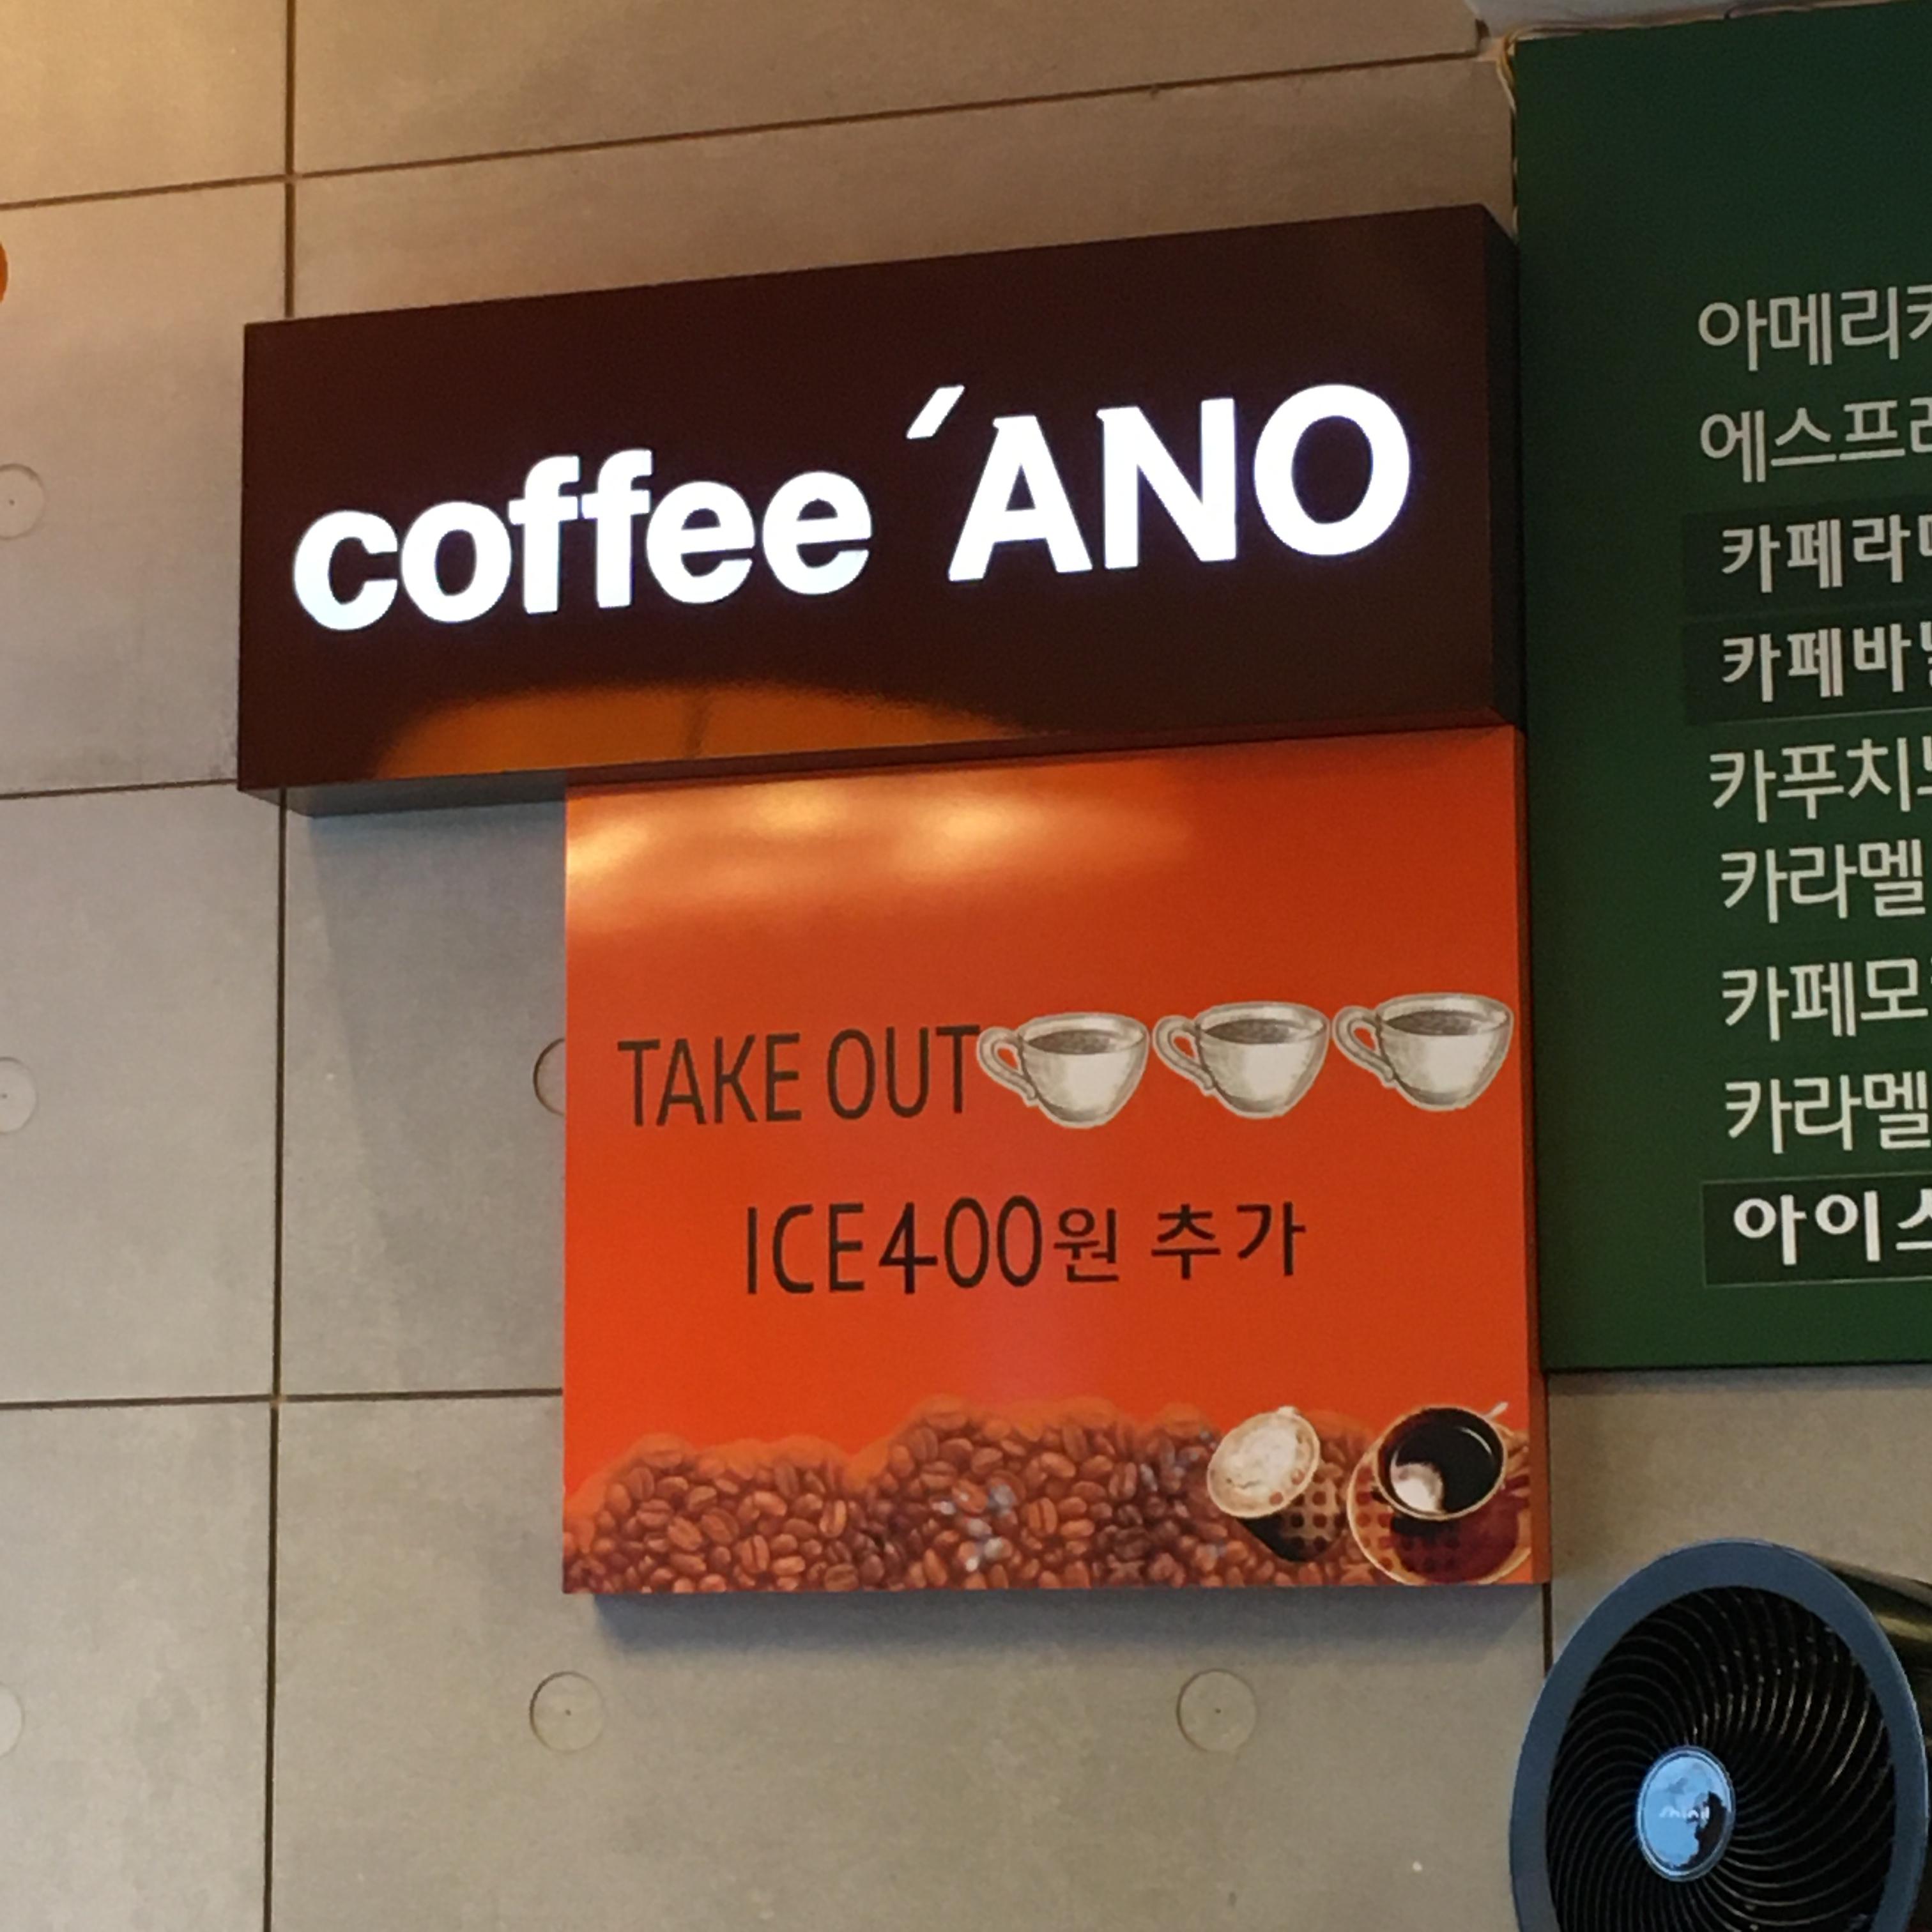 coffee ´ANO
TAKE OUT
ICE 400원 추가
아메리
에스프
카페라
카페바
카푸치
카라멜
카페모
카라멜
아이